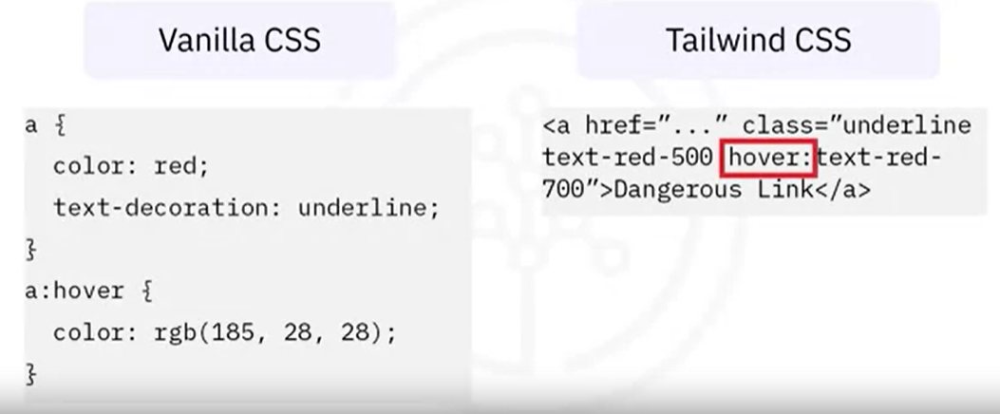 Vanilla CSS
a {
  color: red;
  text-decoration: underline;
}
a:hover {
  color: rgb(185, 28, 28);
}
Tailwind CSS
<a href="..." class="underline
text-red-500 hover:text-red-
700">Dangerous Link</a>